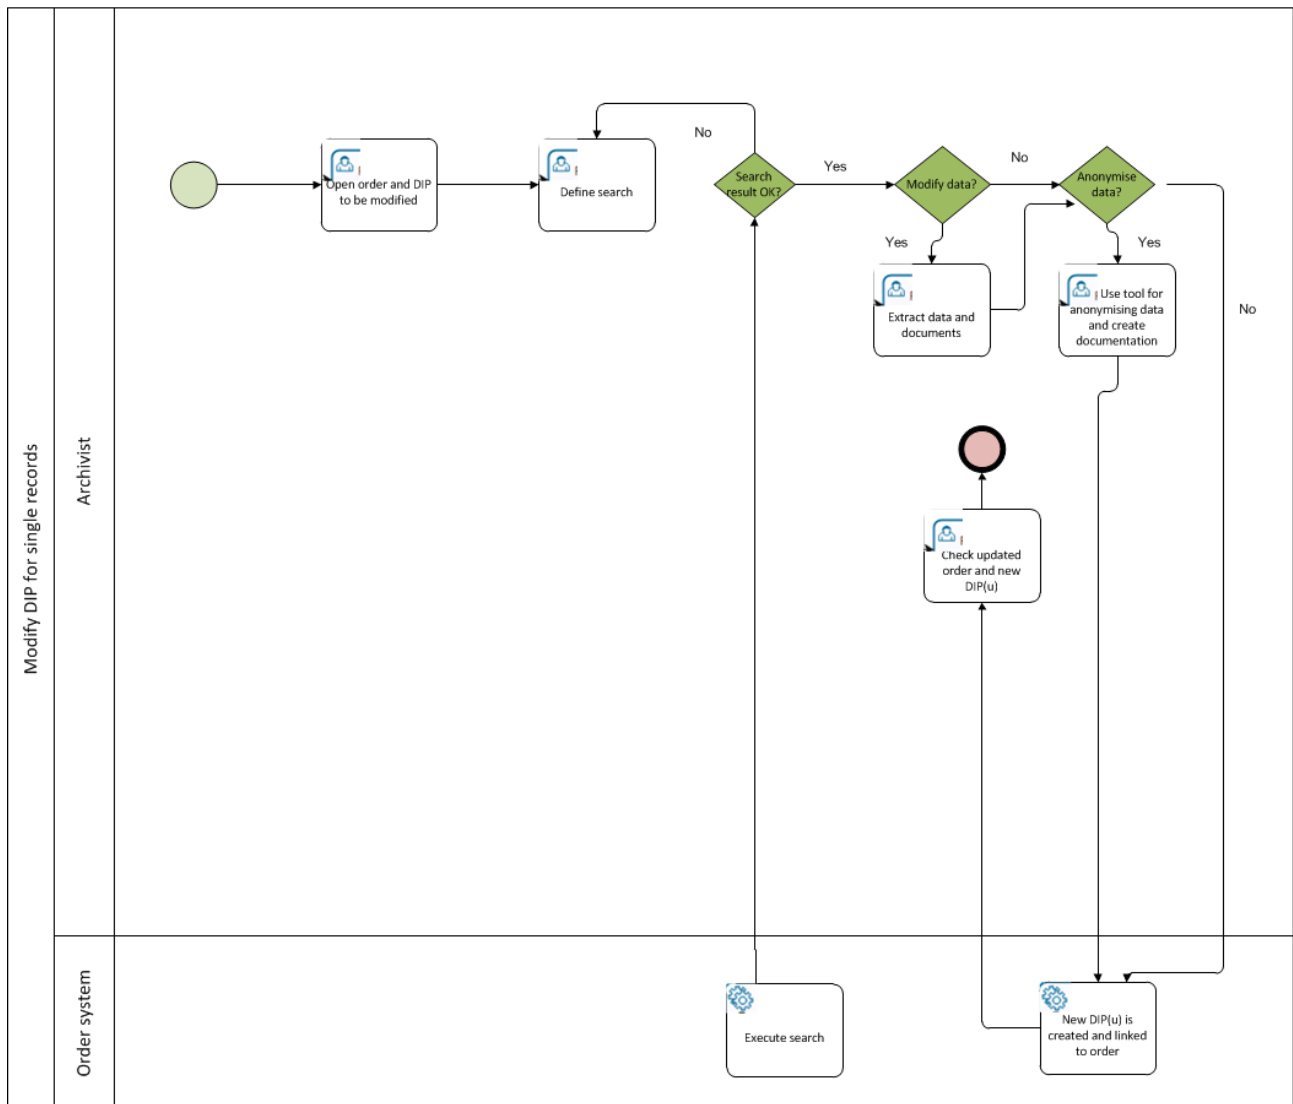 Modify DIP for single records
Archivist
Order system
Open order and DIP
to be modified
Define search
No
Search
result OK?
Yes
Modify data?
No
Anonymise
data?
Yes
Extract data and
documents
Yes
Use tool for
anonymising data
and create
documentation
No
Check updated
order and new
DIP(u)
Execute search
New DIP(u) is
created and linked
to order